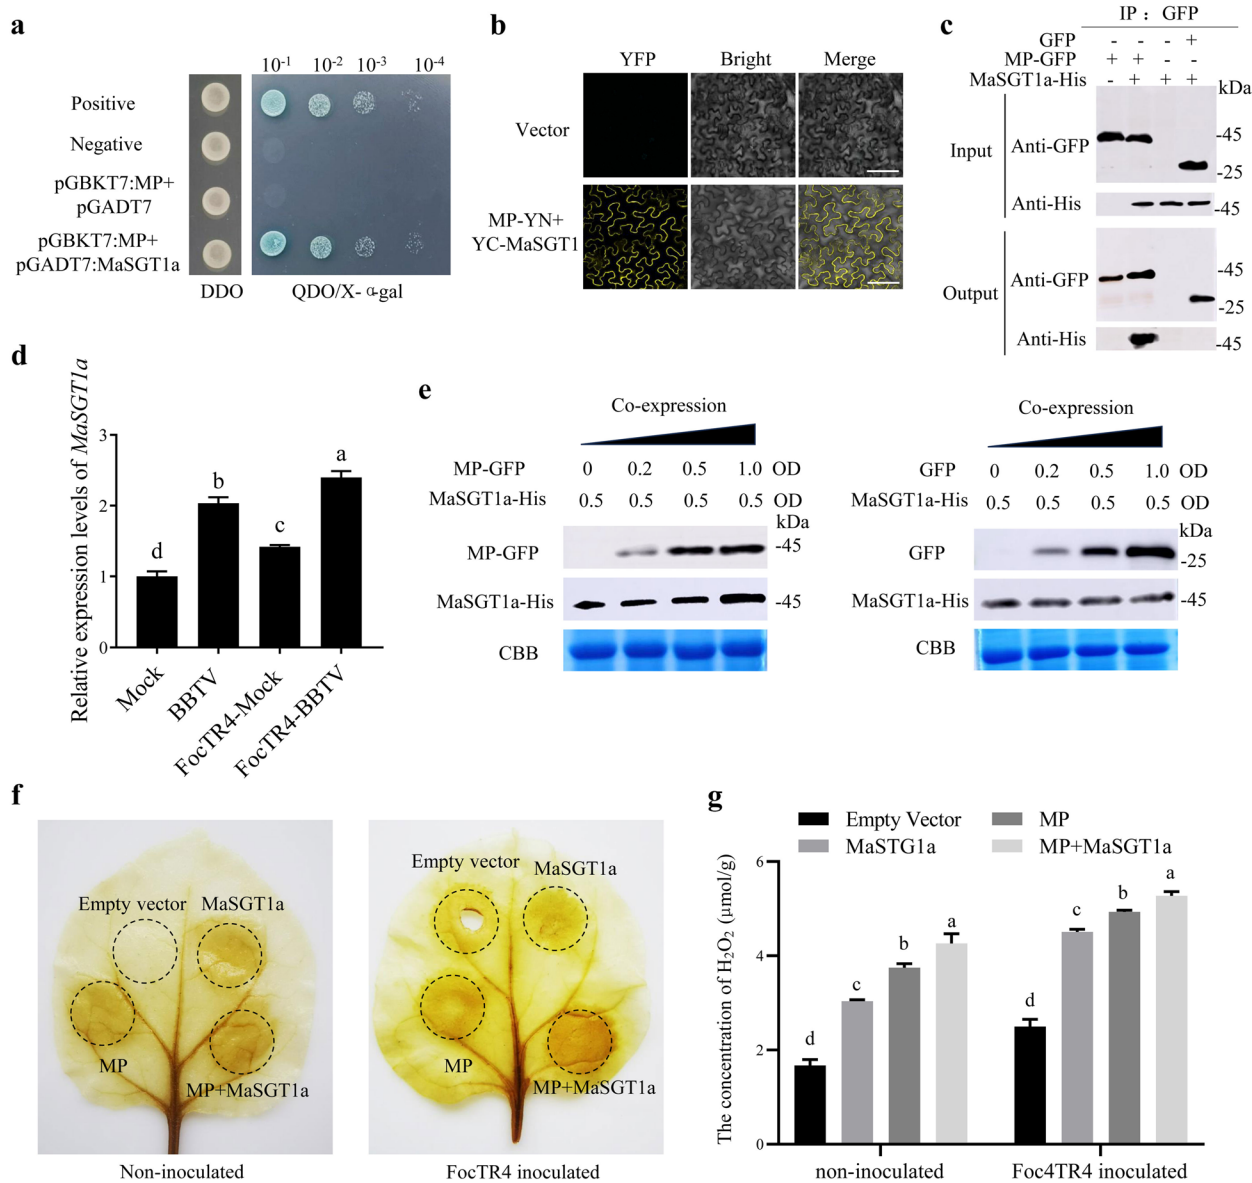 a
10-1 10-2 10-3 10-4
Positive
Negative
pGBKT7:MP+
pGADT7
pGBKT7:MP+
pGADT7:MaSGT1a
DDO QDO/X-α-gal
b
YFP Bright Merge
Vector
MP-YN+
YC-MaSGT1
c
IP : GFP
GFP - - - +
MP-GFP + + - -
MaSGT1a-His - + + +
kDa
Input
Anti-GFP
-45
-25
Anti-His
-45
Output
Anti-GFP
-45
-25
Anti-His
-45
d
Relative expression levels of MaSGT1a
3
2
1
0
d
b
c
a
Mock
BBTV
FocTR4-Mock
FocTR4-BBTV
e
Co-expression
MP-GFP 0 0.2 0.5 1.0 OD
MaSGT1a-His 0.5 0.5 0.5 0.5 OD
kDa
MP-GFP -45
MaSGT1a-His -45
CBB
Co-expression
GFP 0 0.2 0.5 1.0 OD
MaSGT1a-His 0.5 0.5 0.5 0.5 OD
kDa
GFP -25
MaSGT1a-His -45
CBB
f
Empty vector
MaSGT1a
MP
MP+MaSGT1a
Non-inoculated
Empty vector
MaSGT1a
MP
MP+MaSGT1a
FocTR4 inoculated
g
Empty Vector
MP
MaSTG1a
MP+MaSGT1a
The concentration of H2O2 (μmol/g)
6
4
2
0
d
c
b
a
d
c
b
a
non-inoculated
Foc4TR4 inoculated